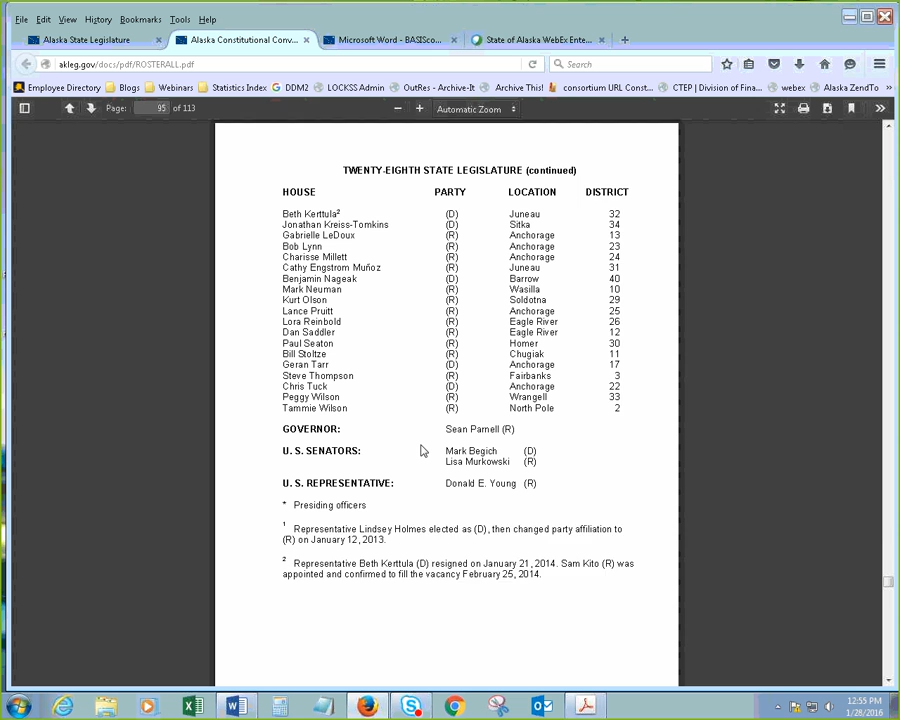 File Edit View History Bookmarks Tools Help
Alaska State Legislature × Alaska Constitutional Conv... × Microsoft Word - BASISco... × State of Alaska WebEx Ente... × +
akleg.gov/docs/pdf/ROSTERALL.pdf Search
Employee Directory Blogs Webinars Statistics Index DDM2 LOCKSS Admin OutRes - Archive-It Archive This! consortium URL Const... CTEP | Division of Fina... webex Alaska ZendTo »
Page: 95 of 113 − + Automatic Zoom »
TWENTY-EIGHTH STATE LEGISLATURE (continued)
HOUSE PARTY LOCATION DISTRICT
Beth Kerttula² (D) Juneau 32
Jonathan Kreiss-Tomkins (D) Sitka 34
Gabrielle LeDoux (R) Anchorage 13
Bob Lynn (R) Anchorage 23
Charisse Millett (R) Anchorage 24
Cathy Engstrom Muñoz (R) Juneau 31
Benjamin Nageak (D) Barrow 40
Mark Neuman (R) Wasilla 10
Kurt Olson (R) Soldotna 29
Lance Pruitt (R) Anchorage 25
Lora Reinbold (R) Eagle River 26
Dan Saddler (R) Eagle River 12
Paul Seaton (R) Homer 30
Bill Stoltze (R) Chugiak 11
Geran Tarr (D) Anchorage 17
Steve Thompson (R) Fairbanks 3
Chris Tuck (D) Anchorage 22
Peggy Wilson (R) Wrangell 33
Tammie Wilson (R) North Pole 2
GOVERNOR: Sean Parnell (R)
U. S. SENATORS: Mark Begich (D)
Lisa Murkowski (R)
U. S. REPRESENTATIVE: Donald E. Young (R)
* Presiding officers
¹ Representative Lindsey Holmes elected as (D), then changed party affiliation to
(R) on January 12, 2013.
² Representative Beth Kerttula (D) resigned on January 21, 2014. Sam Kito (R) was
appointed and confirmed to fill the vacancy February 25, 2014.
12:55 PM
1/28/2016